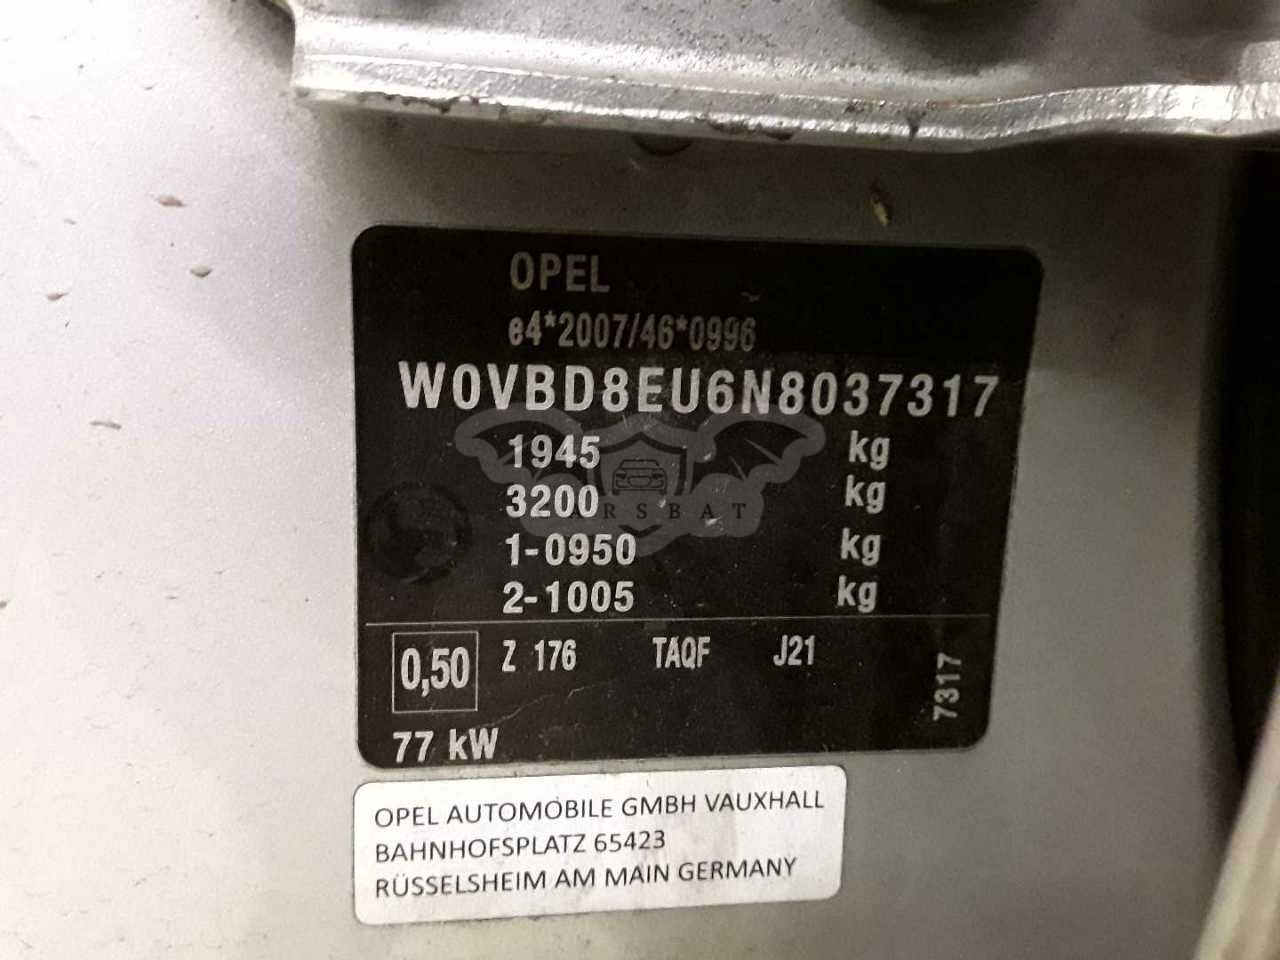 OPEL
e4*2007/46*0996
W0VBD8EU6N8037317
1945 kg
3200 kg
CARSBAT
1-0950 kg
2-1005 kg
0,50 Z 176 TAQF J21
7317
77 kW
OPEL AUTOMOBILE GMBH VAUXHALL
BAHNHOFSPLATZ 65423
RÜSSELSHEIM AM MAIN GERMANY